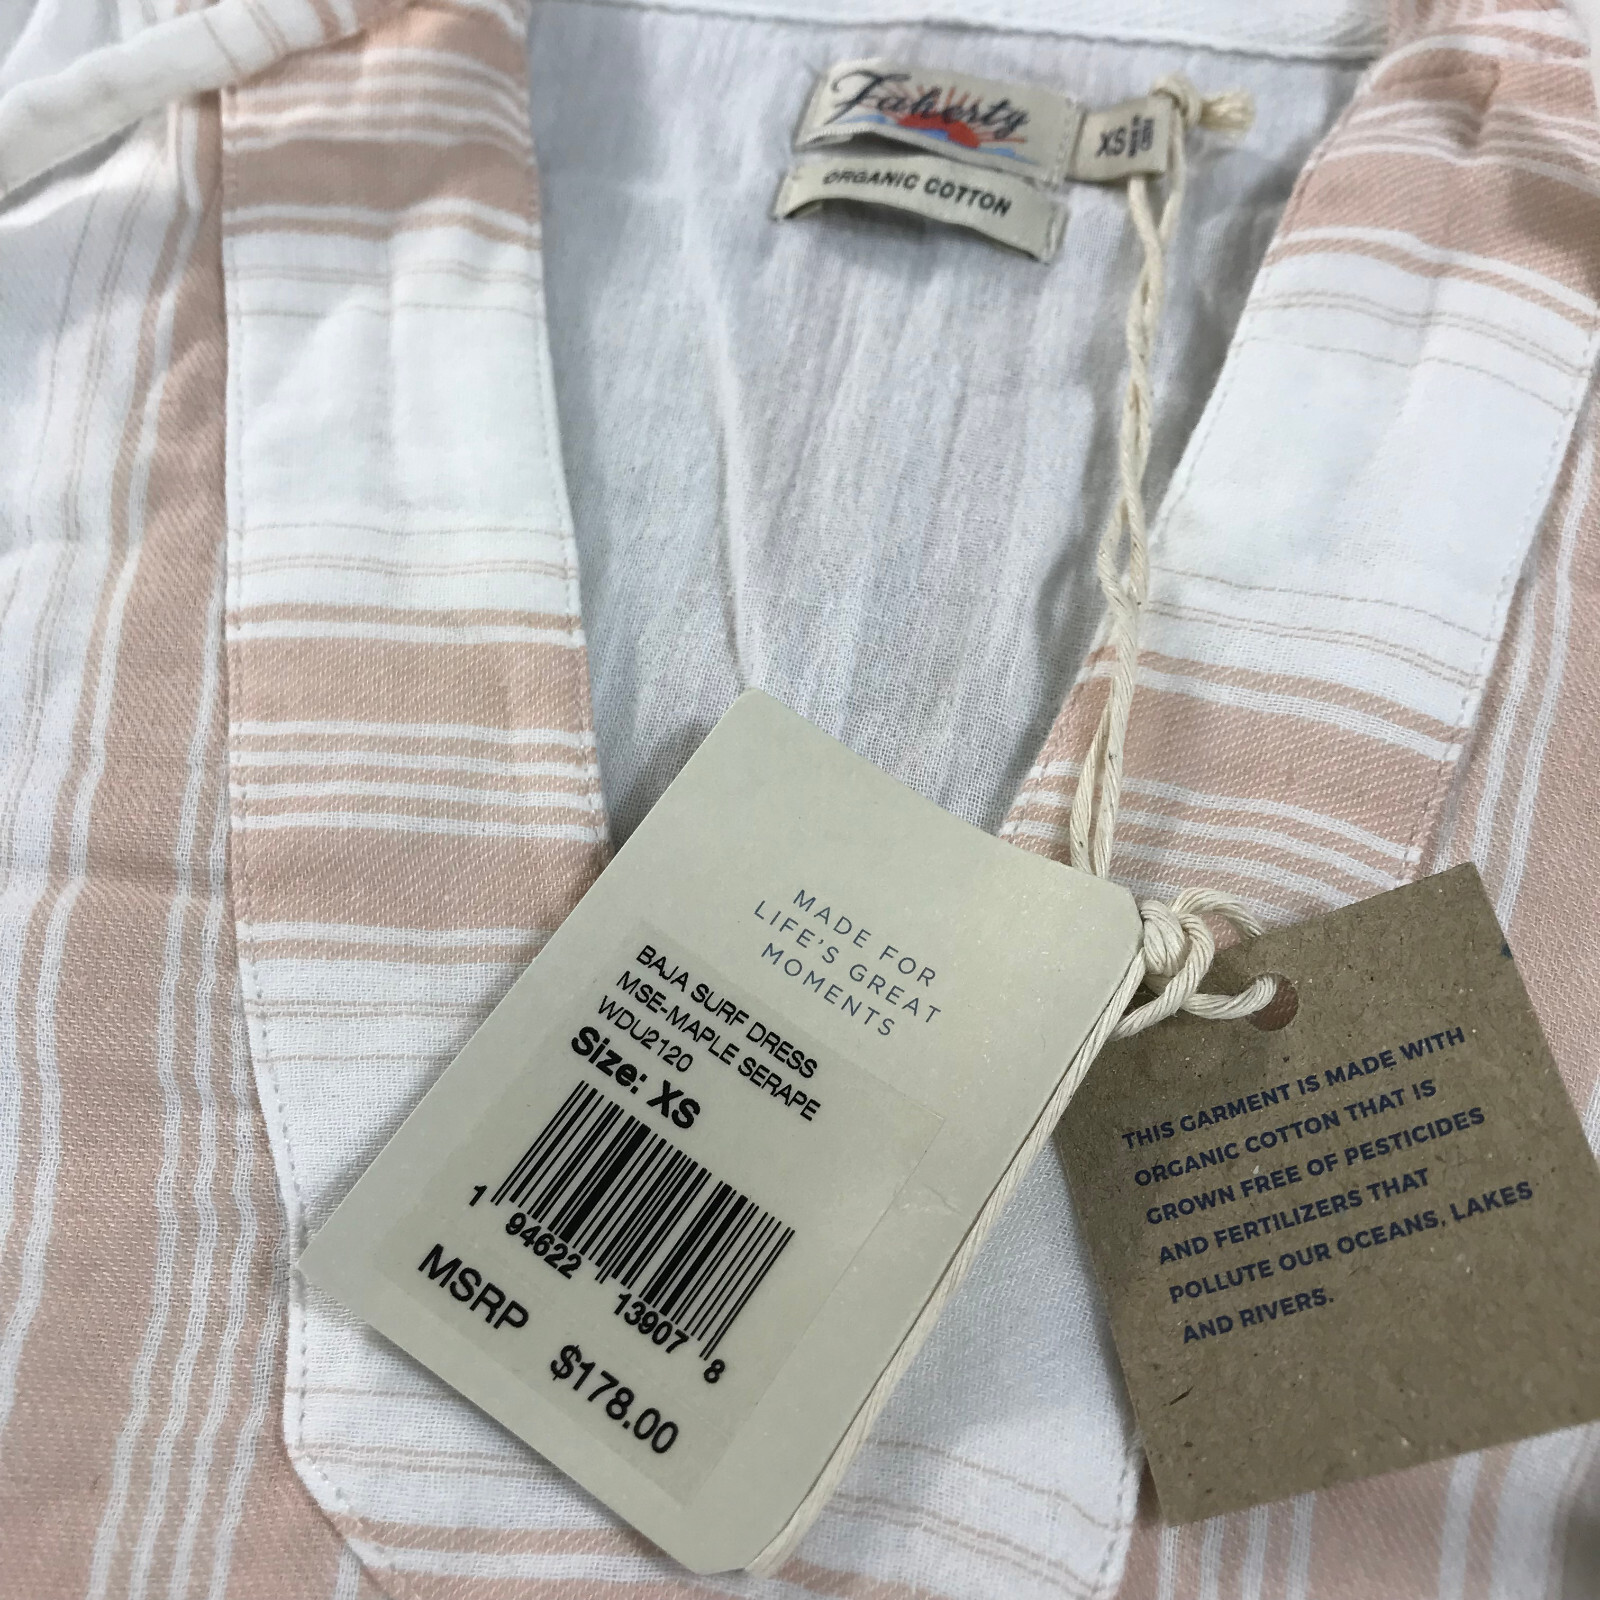 Faherty
XS
ORGANIC COTTON
MADE FOR
LIFE'S GREAT
MOMENTS
BAJA SURF DRESS
MSE-MAPLE SERAPE
WDU2120
Size: XS
1 94622 13907 8
MSRP $178.00
THIS GARMENT IS MADE WITH
ORGANIC COTTON THAT IS
GROWN FREE OF PESTICIDES
AND FERTILIZERS THAT
POLLUTE OUR OCEANS, LAKES
AND RIVERS.